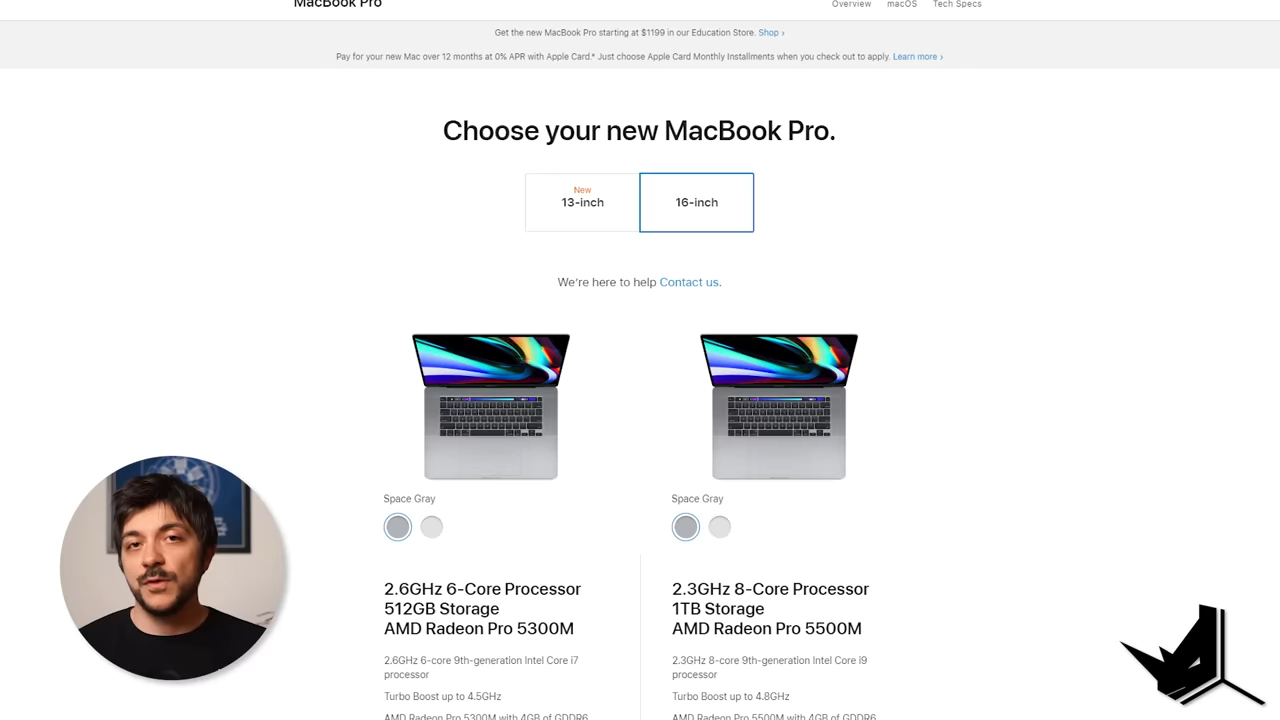 MacBook Pro
Overview macOS Tech Specs
Get the new MacBook Pro starting at $1199 in our Education Store. Shop ›
Pay for your new Mac over 12 months at 0% APR with Apple Card.* Just choose Apple Card Monthly Installments when you check out to apply. Learn more ›
Choose your new MacBook Pro.
New
13-inch
16-inch
We're here to help Contact us.
Space Gray
2.6GHz 6-Core Processor
512GB Storage
AMD Radeon Pro 5300M
2.6GHz 6-core 9th-generation Intel Core i7
processor
Turbo Boost up to 4.5GHz
AMD Radeon Pro 5300M with 4GB of GDDR6
Space Gray
2.3GHz 8-Core Processor
1TB Storage
AMD Radeon Pro 5500M
2.3GHz 8-core 9th-generation Intel Core i9
processor
Turbo Boost up to 4.8GHz
AMD Radeon Pro 5500M with 4GB of GDDR6